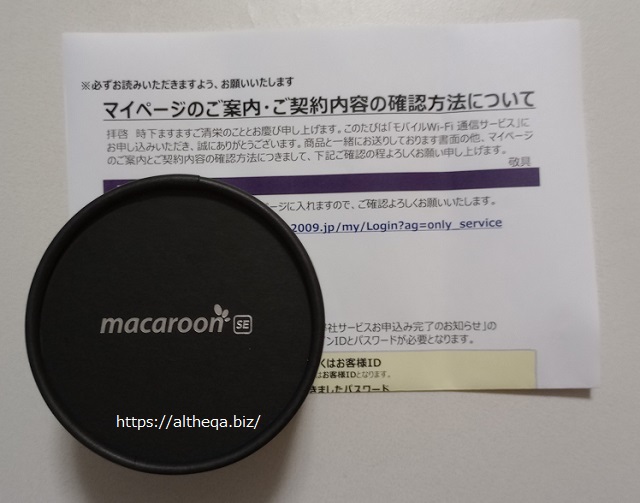 ※必ずお読みいただきますよう、お願いいたします
マイページのご案内・ご契約内容の確認方法について
拝啓　時下ますますご清栄のこととお慶び申し上げます。このたびは「モバイルWi-Fi 通信サービス」に
お申し込みいただき、誠にありがとうございます。商品と一緒にお送りしております書面の他、マイページ
のご案内とご契約内容の確認方法につきまして、下記ご確認の程よろしくお願い申し上げます。
敬具
ページに入れますので、ご確認よろしくお願いいたします。
2009.jp/my/Login?ag=only_service
社サービスお申込み完了のお知らせ」の
ンIDとパスワードが必要となります。
くはお客様ID
はお客様IDとなります。
きましたパスワード
macaroon SE
https://altheqa.biz/